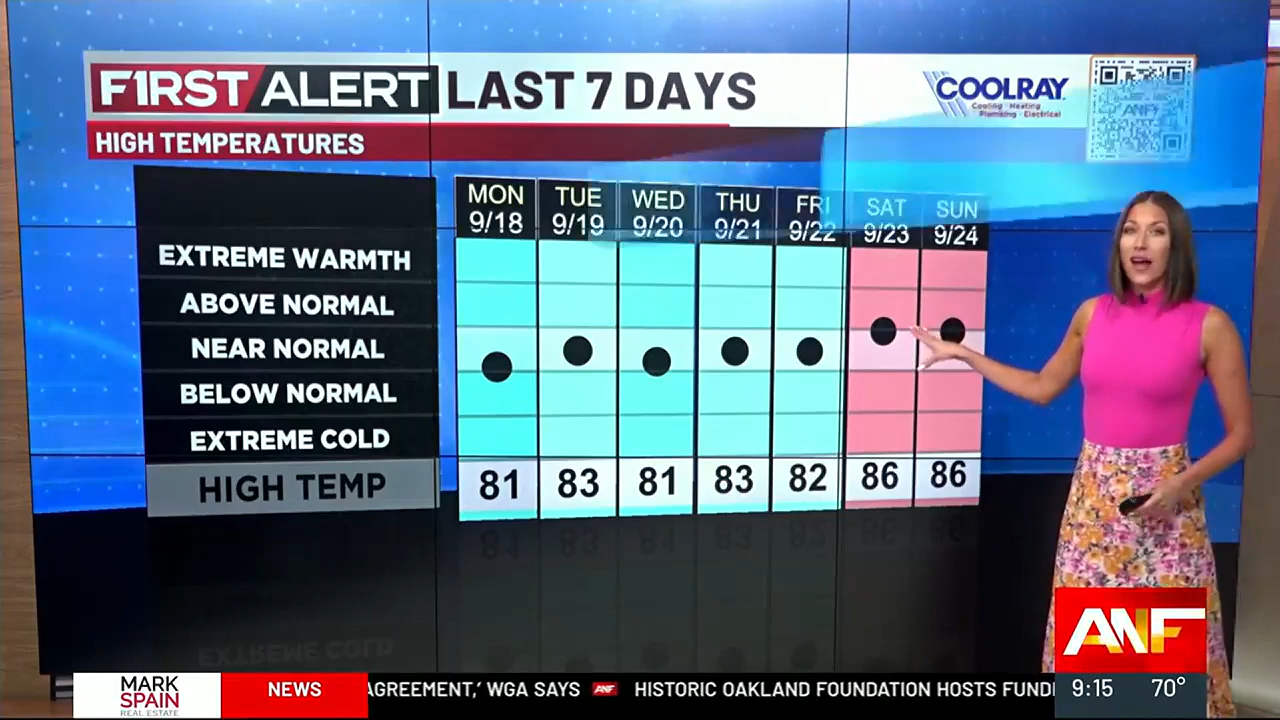 F1RST ALERT LAST 7 DAYS
COOLRAY
Cooling · Heating
Plumbing · Electrical
ANF
HIGH TEMPERATURES
MON TUE WED THU FRI SAT SUN
9/18 9/19 9/20 9/21 9/22 9/23 9/24
EXTREME WARMTH
ABOVE NORMAL
NEAR NORMAL
BELOW NORMAL
EXTREME COLD
HIGH TEMP 81 83 81 83 82 86 86
ANF
MARK
SPAIN
REAL ESTATE
NEWS
AGREEMENT,' WGA SAYS ANF HISTORIC OAKLAND FOUNDATION HOSTS FUNDI
9:15 70°